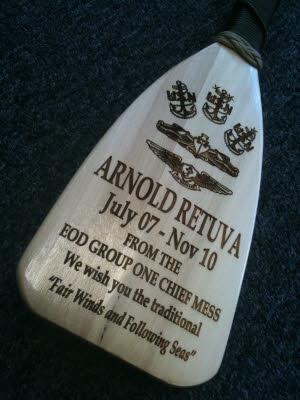 ARNOLD RETUVA
July 07 - Nov 10
FROM THE
EOD GROUP ONE CHIEF MESS
We wish you the traditional
"Fair Winds and Following Seas"